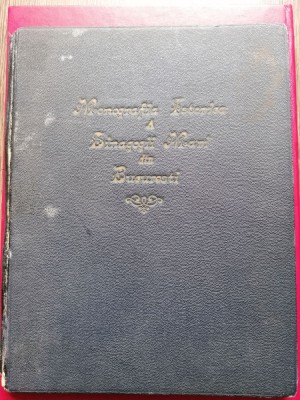 Monografia Istorica
A
Sinagogii Mari
din
Bucuresti